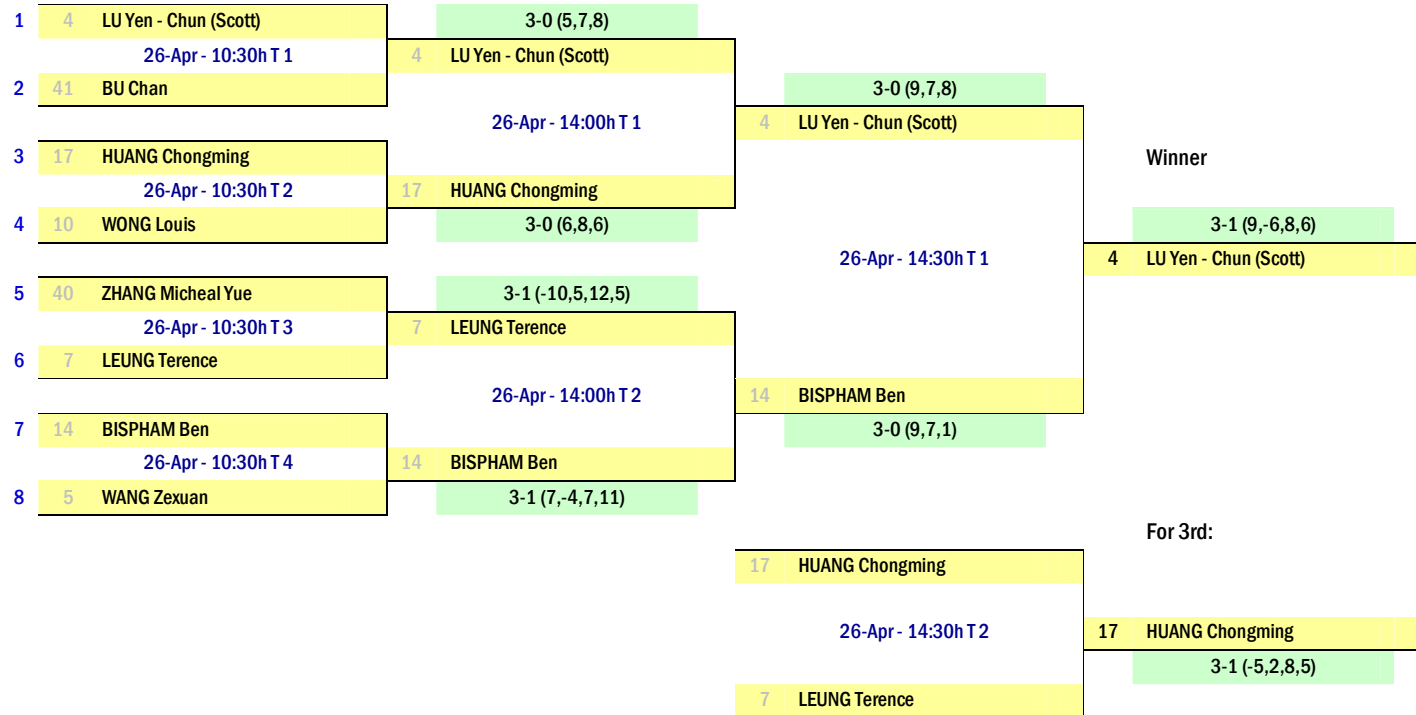 1 4 LU Yen - Chun (Scott) 3-0 (5,7,8)
26-Apr - 10:30h T 1 4 LU Yen - Chun (Scott)
2 41 BU Chan 3-0 (9,7,8)
26-Apr - 14:00h T 1 4 LU Yen - Chun (Scott)
3 17 HUANG Chongming Winner
26-Apr - 10:30h T 2 17 HUANG Chongming
4 10 WONG Louis 3-0 (6,8,6) 3-1 (9,-6,8,6)
26-Apr - 14:30h T 1 4 LU Yen - Chun (Scott)
5 40 ZHANG Micheal Yue 3-1 (-10,5,12,5)
26-Apr - 10:30h T 3 7 LEUNG Terence
6 7 LEUNG Terence
26-Apr - 14:00h T 2 14 BISPHAM Ben
7 14 BISPHAM Ben 3-0 (9,7,1)
26-Apr - 10:30h T 4 14 BISPHAM Ben
8 5 WANG Zexuan 3-1 (7,-4,7,11)
For 3rd:
17 HUANG Chongming
26-Apr - 14:30h T 2 17 HUANG Chongming
3-1 (-5,2,8,5)
7 LEUNG Terence